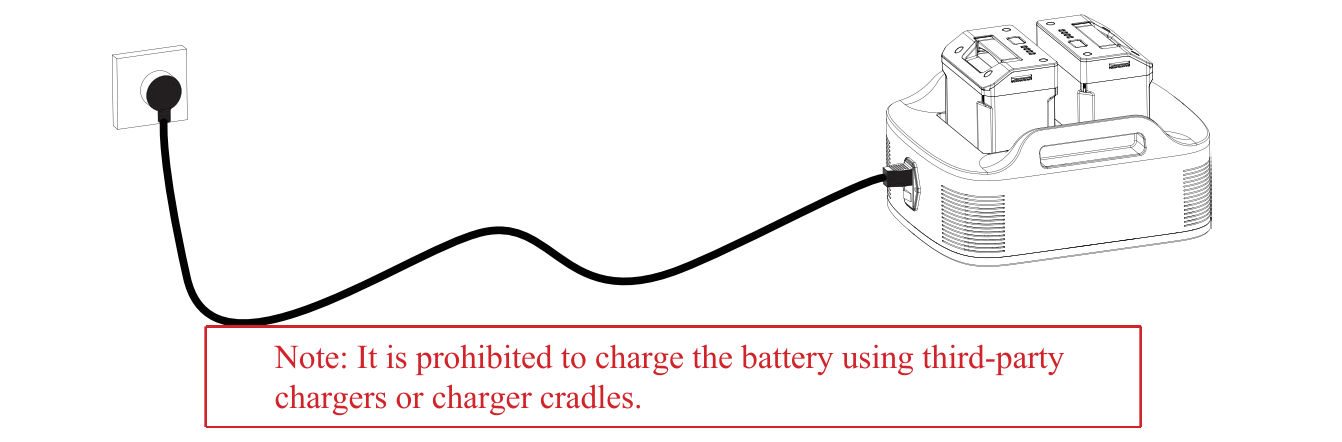 Note: It is prohibited to charge the battery using third-party
chargers or charger cradles.